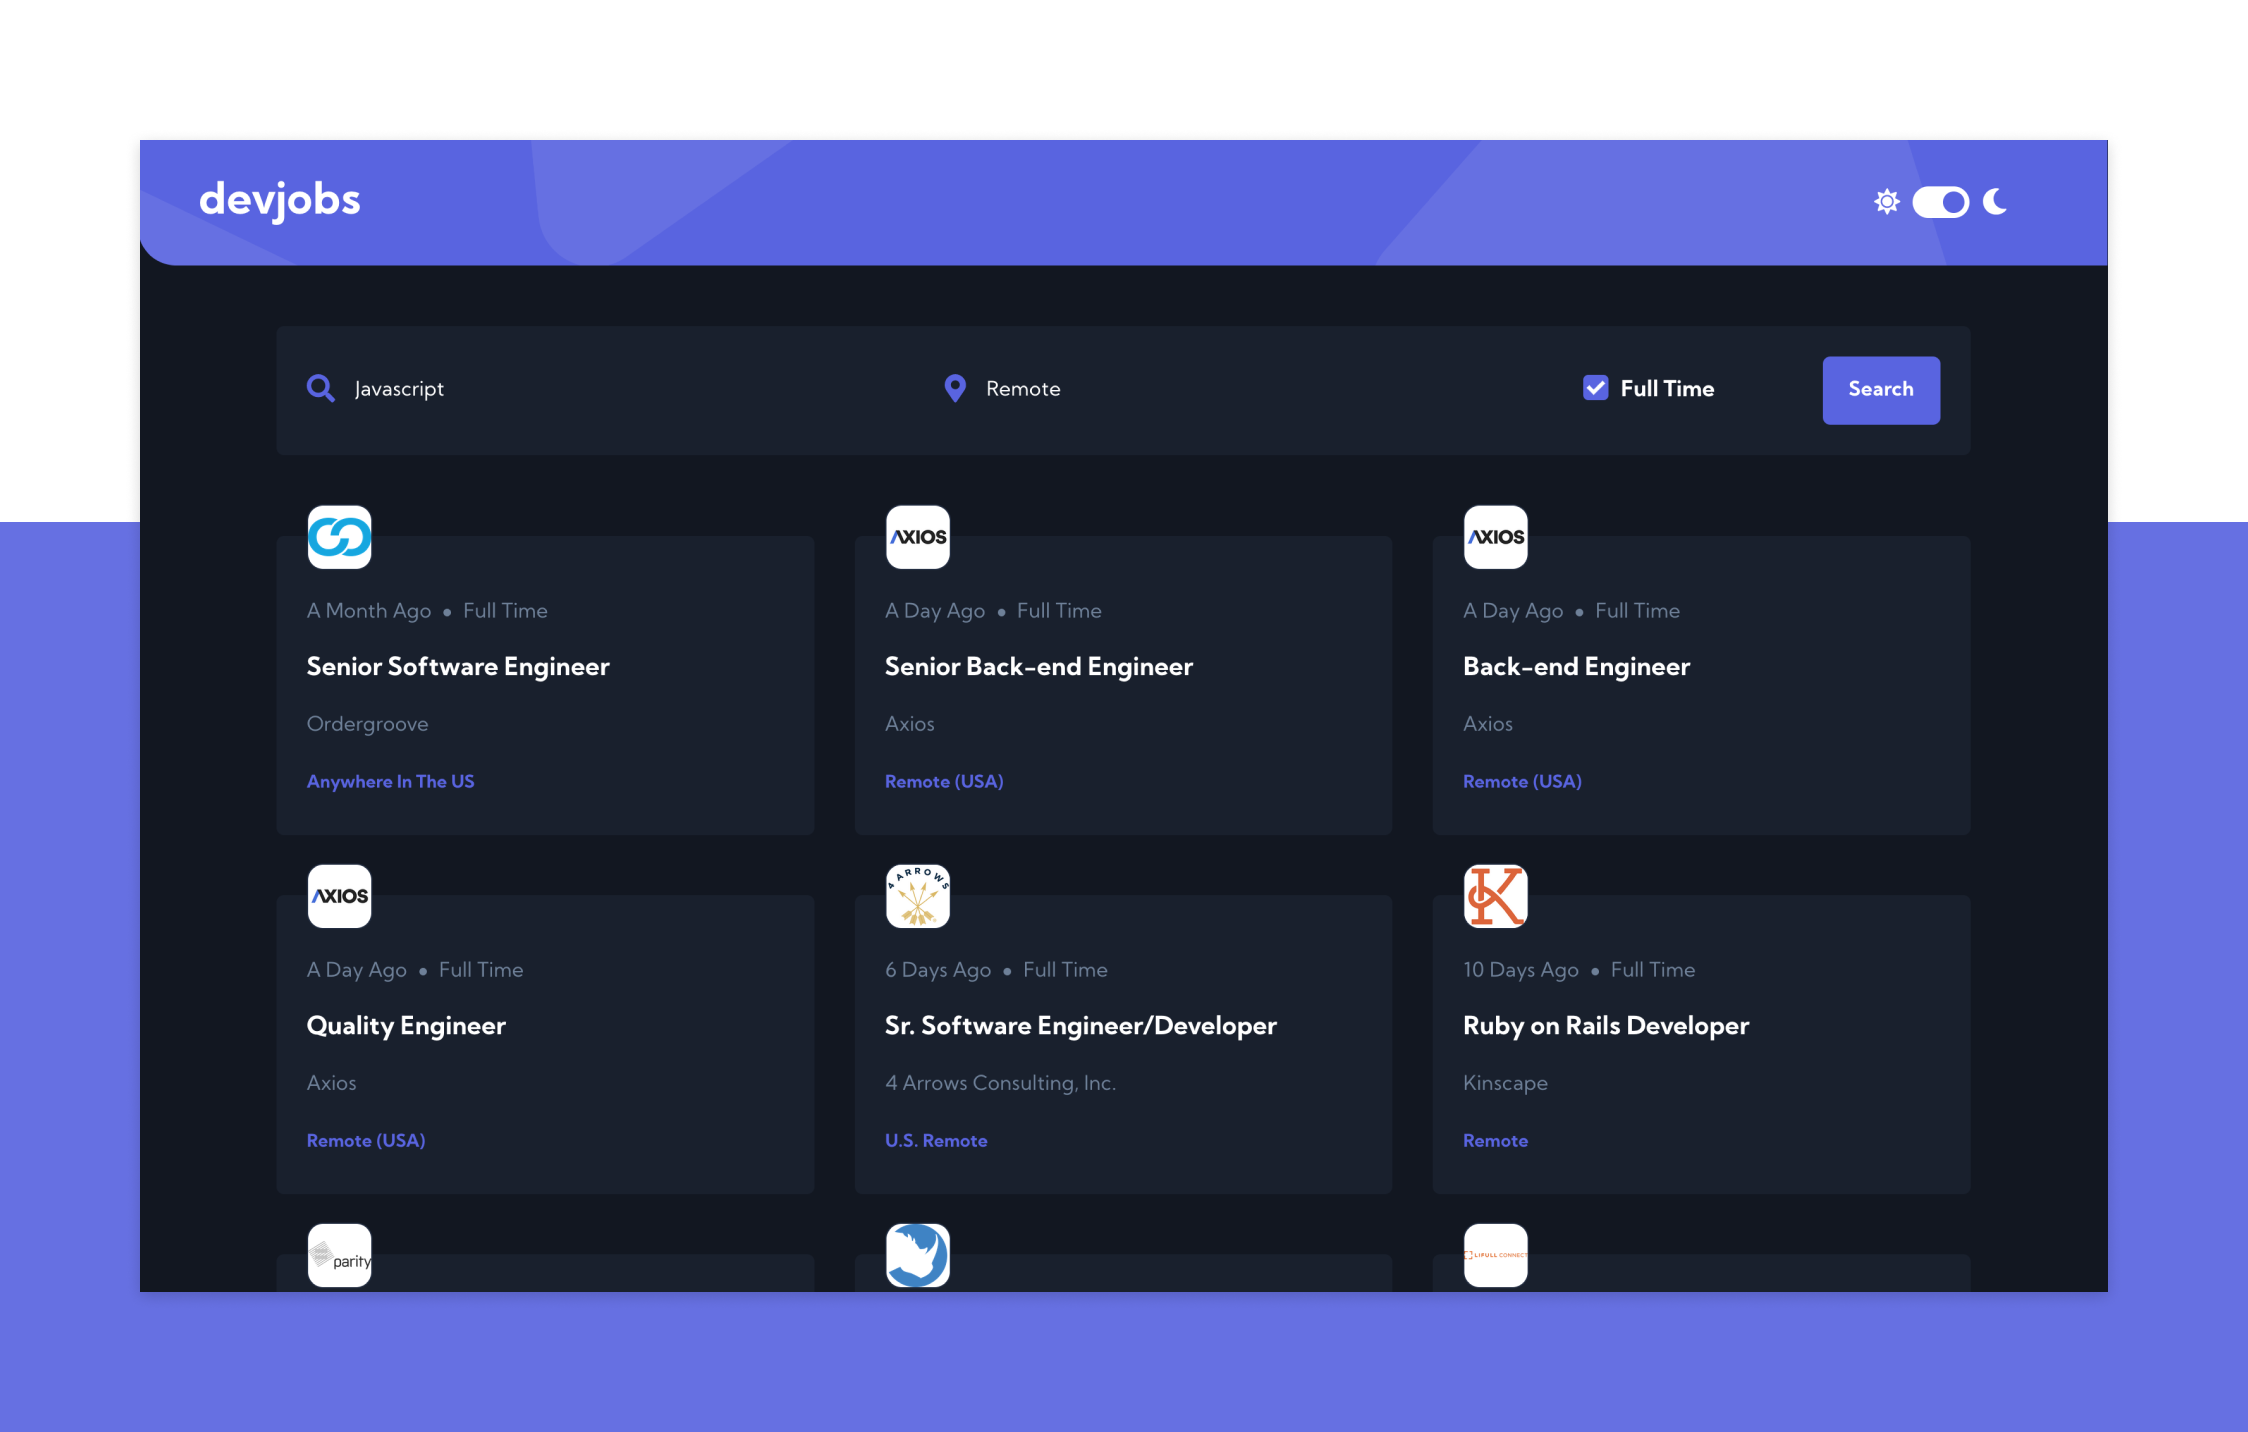 devjobs
Javascript
Remote
Full Time
Search
AXIOS
AXIOS
A Month Ago • Full Time
Senior Software Engineer
Ordergroove
Anywhere In The US
A Day Ago • Full Time
Senior Back-end Engineer
Axios
Remote (USA)
A Day Ago • Full Time
Back-end Engineer
Axios
Remote (USA)
AXIOS
4 ARROWS
K
A Day Ago • Full Time
Quality Engineer
Axios
Remote (USA)
6 Days Ago • Full Time
Sr. Software Engineer/Developer
4 Arrows Consulting, Inc.
U.S. Remote
10 Days Ago • Full Time
Ruby on Rails Developer
Kinscape
Remote
parity
LIFULL CONNECT